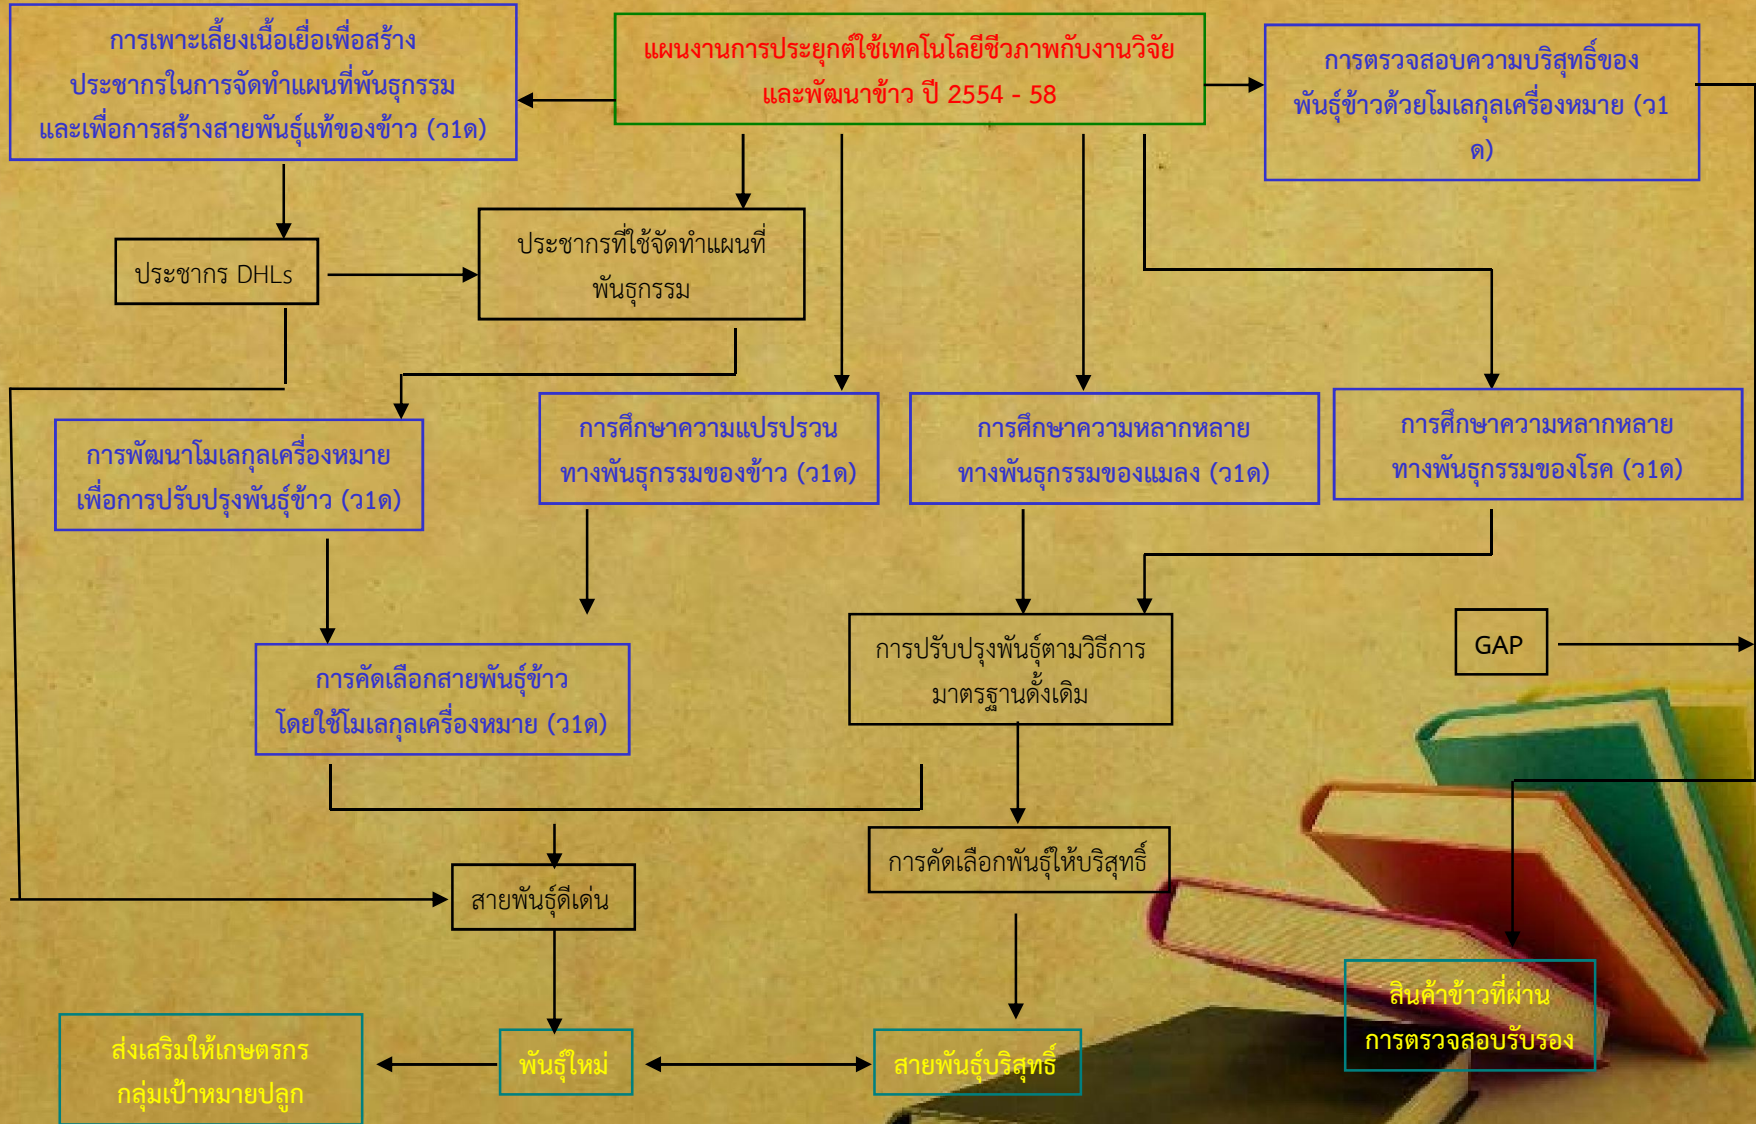 การเพาะเลี้ยงเนื้อเยื่อเพื่อสร้าง
ประชากรในการจัดทำแผนที่พันธุกรรม
และเพื่อการสร้างสายพันธุ์แท้ของข้าว (ว1ด)
แผนงานการประยุกต์ใช้เทคโนโลยีชีวภาพกับงานวิจัย
และพัฒนาข้าว ปี 2554 - 58
การตรวจสอบความบริสุทธิ์ของ
พันธุ์ข้าวด้วยโมเลกุลเครื่องหมาย (ว1
ด)
ประชากร DHLs
ประชากรที่ใช้จัดทำแผนที่
พันธุกรรม
การพัฒนาโมเลกุลเครื่องหมาย
เพื่อการปรับปรุงพันธุ์ข้าว (ว1ด)
การศึกษาความแปรปรวน
ทางพันธุกรรมของข้าว (ว1ด)
การศึกษาความหลากหลาย
ทางพันธุกรรมของแมลง (ว1ด)
การศึกษาความหลากหลาย
ทางพันธุกรรมของโรค (ว1ด)
การคัดเลือกสายพันธุ์ข้าว
โดยใช้โมเลกุลเครื่องหมาย (ว1ด)
การปรับปรุงพันธุ์ตามวิธีการ
มาตรฐานดั้งเดิม
GAP
การคัดเลือกพันธุ์ให้บริสุทธิ์
สายพันธุ์ดีเด่น
ส่งเสริมให้เกษตรกร
กลุ่มเป้าหมายปลูก
พันธุ์ใหม่
สายพันธุ์บริสุทธิ์
สินค้าข้าวที่ผ่าน
การตรวจสอบรับรอง